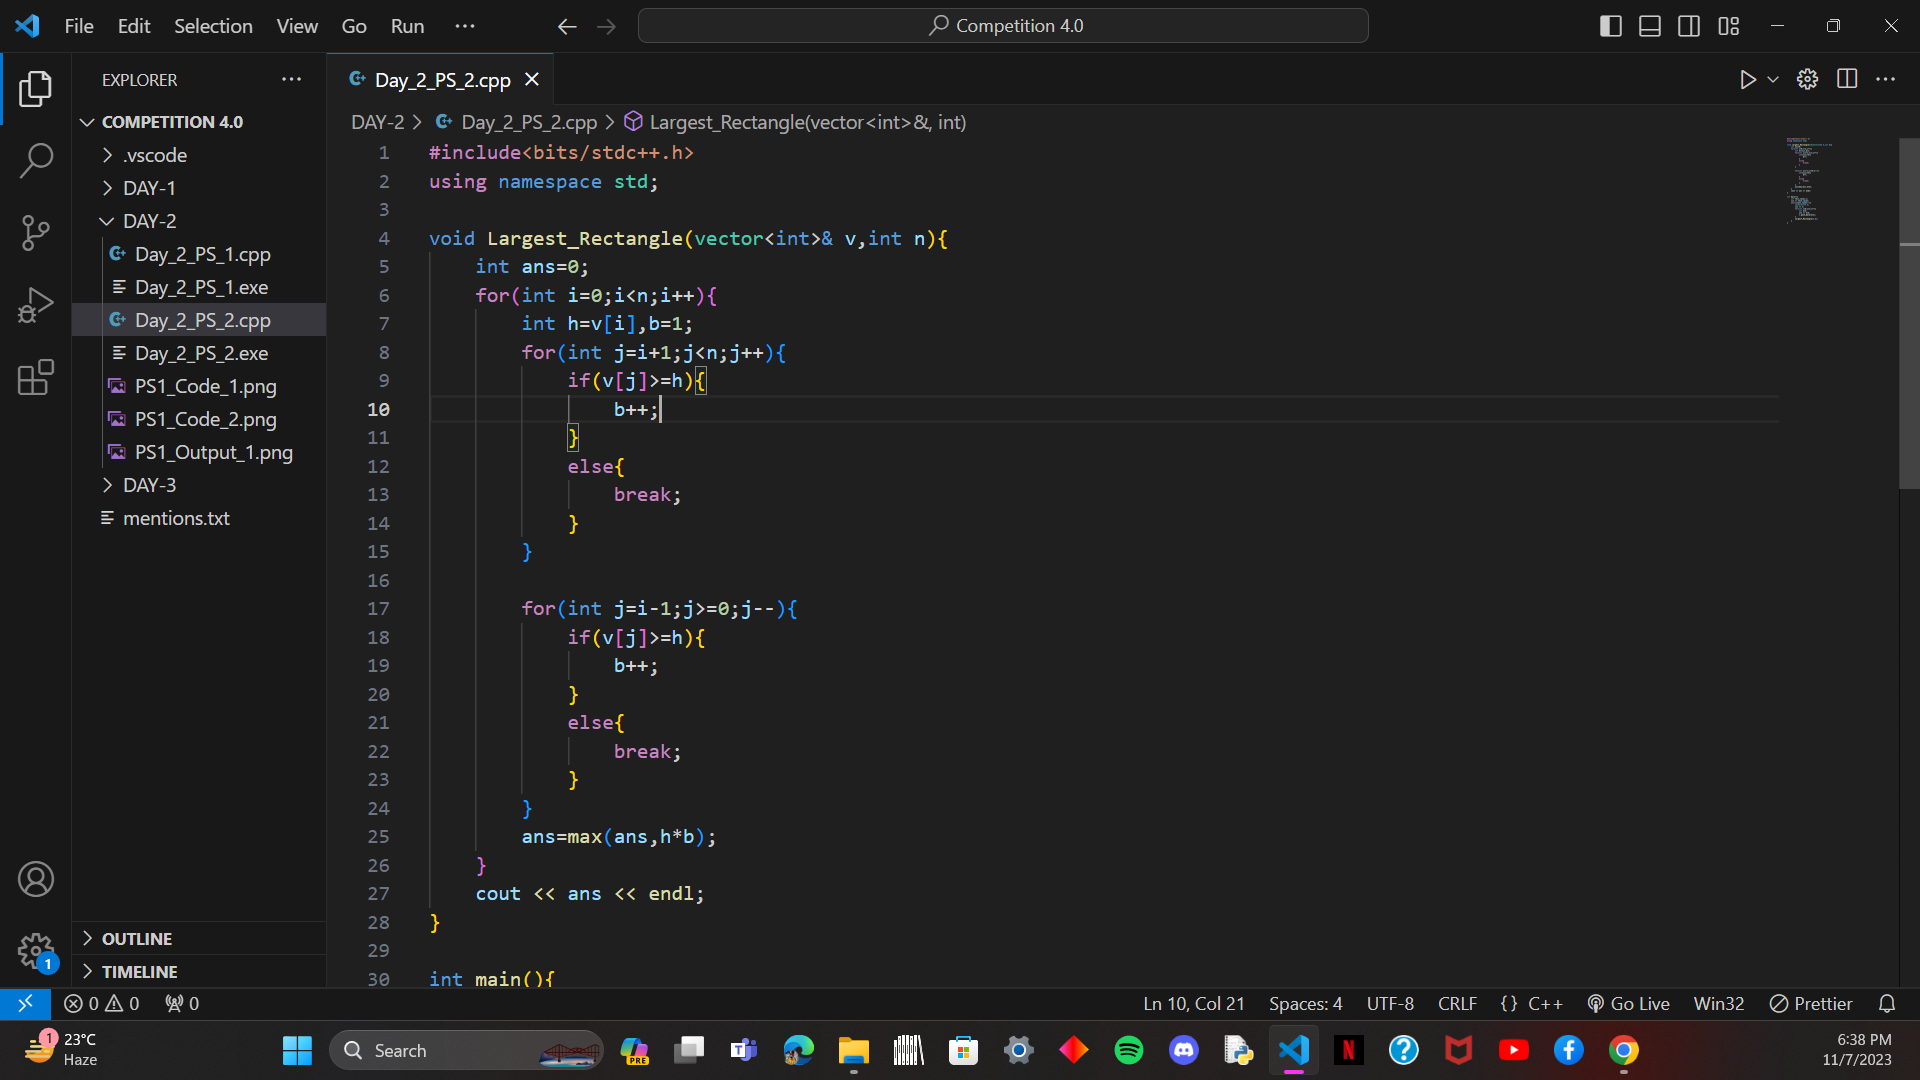 File Edit Selection View Go Run ··· Competition 4.0
EXPLORER ···
COMPETITION 4.0
.vscode
DAY-1
DAY-2
Day_2_PS_1.cpp
Day_2_PS_1.exe
Day_2_PS_2.cpp
Day_2_PS_2.exe
PS1_Code_1.png
PS1_Code_2.png
PS1_Output_1.png
DAY-3
mentions.txt
OUTLINE
TIMELINE
1
Day_2_PS_2.cpp
DAY-2 > Day_2_PS_2.cpp > Largest_Rectangle(vector<int>&, int)
1 #include<bits/stdc++.h>
2 using namespace std;
3
4 void Largest_Rectangle(vector<int>& v,int n){
5     int ans=0;
6     for(int i=0;i<n;i++){
7         int h=v[i],b=1;
8         for(int j=i+1;j<n;j++){
9             if(v[j]>=h){
10                 b++;
11             }
12             else{
13                 break;
14             }
15         }
16
17         for(int j=i-1;j>=0;j--){
18             if(v[j]>=h){
19                 b++;
20             }
21             else{
22                 break;
23             }
24         }
25         ans=max(ans,h*b);
26     }
27     cout << ans << endl;
28 }
29
30 int main(){
0 0 0 Ln 10, Col 21 Spaces: 4 UTF-8 CRLF {} C++ Go Live Win32 Prettier
1 23°C
Haze
Search
PRE
N
6:38 PM
11/7/2023